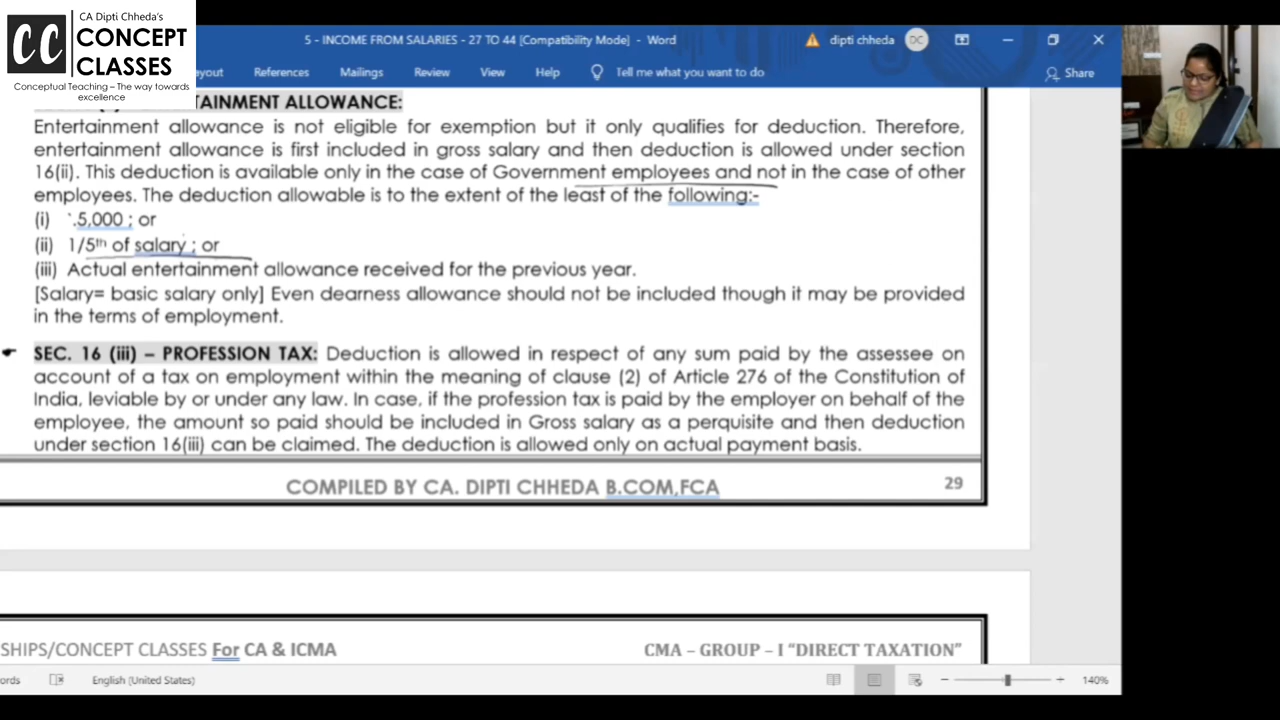 CA Dipti Chheda's
CC CONCEPT
CLASSES
Conceptual Teaching – The way towards
excellence
5 - INCOME FROM SALARIES - 27 TO 44 [Compatibility Mode] - Word
dipti chheda
DC
ayout References Mailings Review View Help Tell me what you want to do
Share
TAINMENT ALLOWANCE:
Entertainment allowance is not eligible for exemption but it only qualifies for deduction. Therefore,
entertainment allowance is first included in gross salary and then deduction is allowed under section
16(ii). This deduction is available only in the case of Government employees and not in the case of other
employees. The deduction allowable is to the extent of the least of the following:-
(i) `.5,000 ; or
(ii) 1/5th of salary ; or
(iii) Actual entertainment allowance received for the previous year.
[Salary= basic salary only] Even dearness allowance should not be included though it may be provided
in the terms of employment.
SEC. 16 (iii) – PROFESSION TAX: Deduction is allowed in respect of any sum paid by the assessee on
account of a tax on employment within the meaning of clause (2) of Article 276 of the Constitution of
India, leviable by or under any law. In case, if the profession tax is paid by the employer on behalf of the
employee, the amount so paid should be included in Gross salary as a perquisite and then deduction
under section 16(iii) can be claimed. The deduction is allowed only on actual payment basis.
COMPILED BY CA. DIPTI CHHEDA B.COM,FCA 29
SHIPS/CONCEPT CLASSES For CA & ICMA CMA – GROUP – I "DIRECT TAXATION"
ords English (United States) 140%